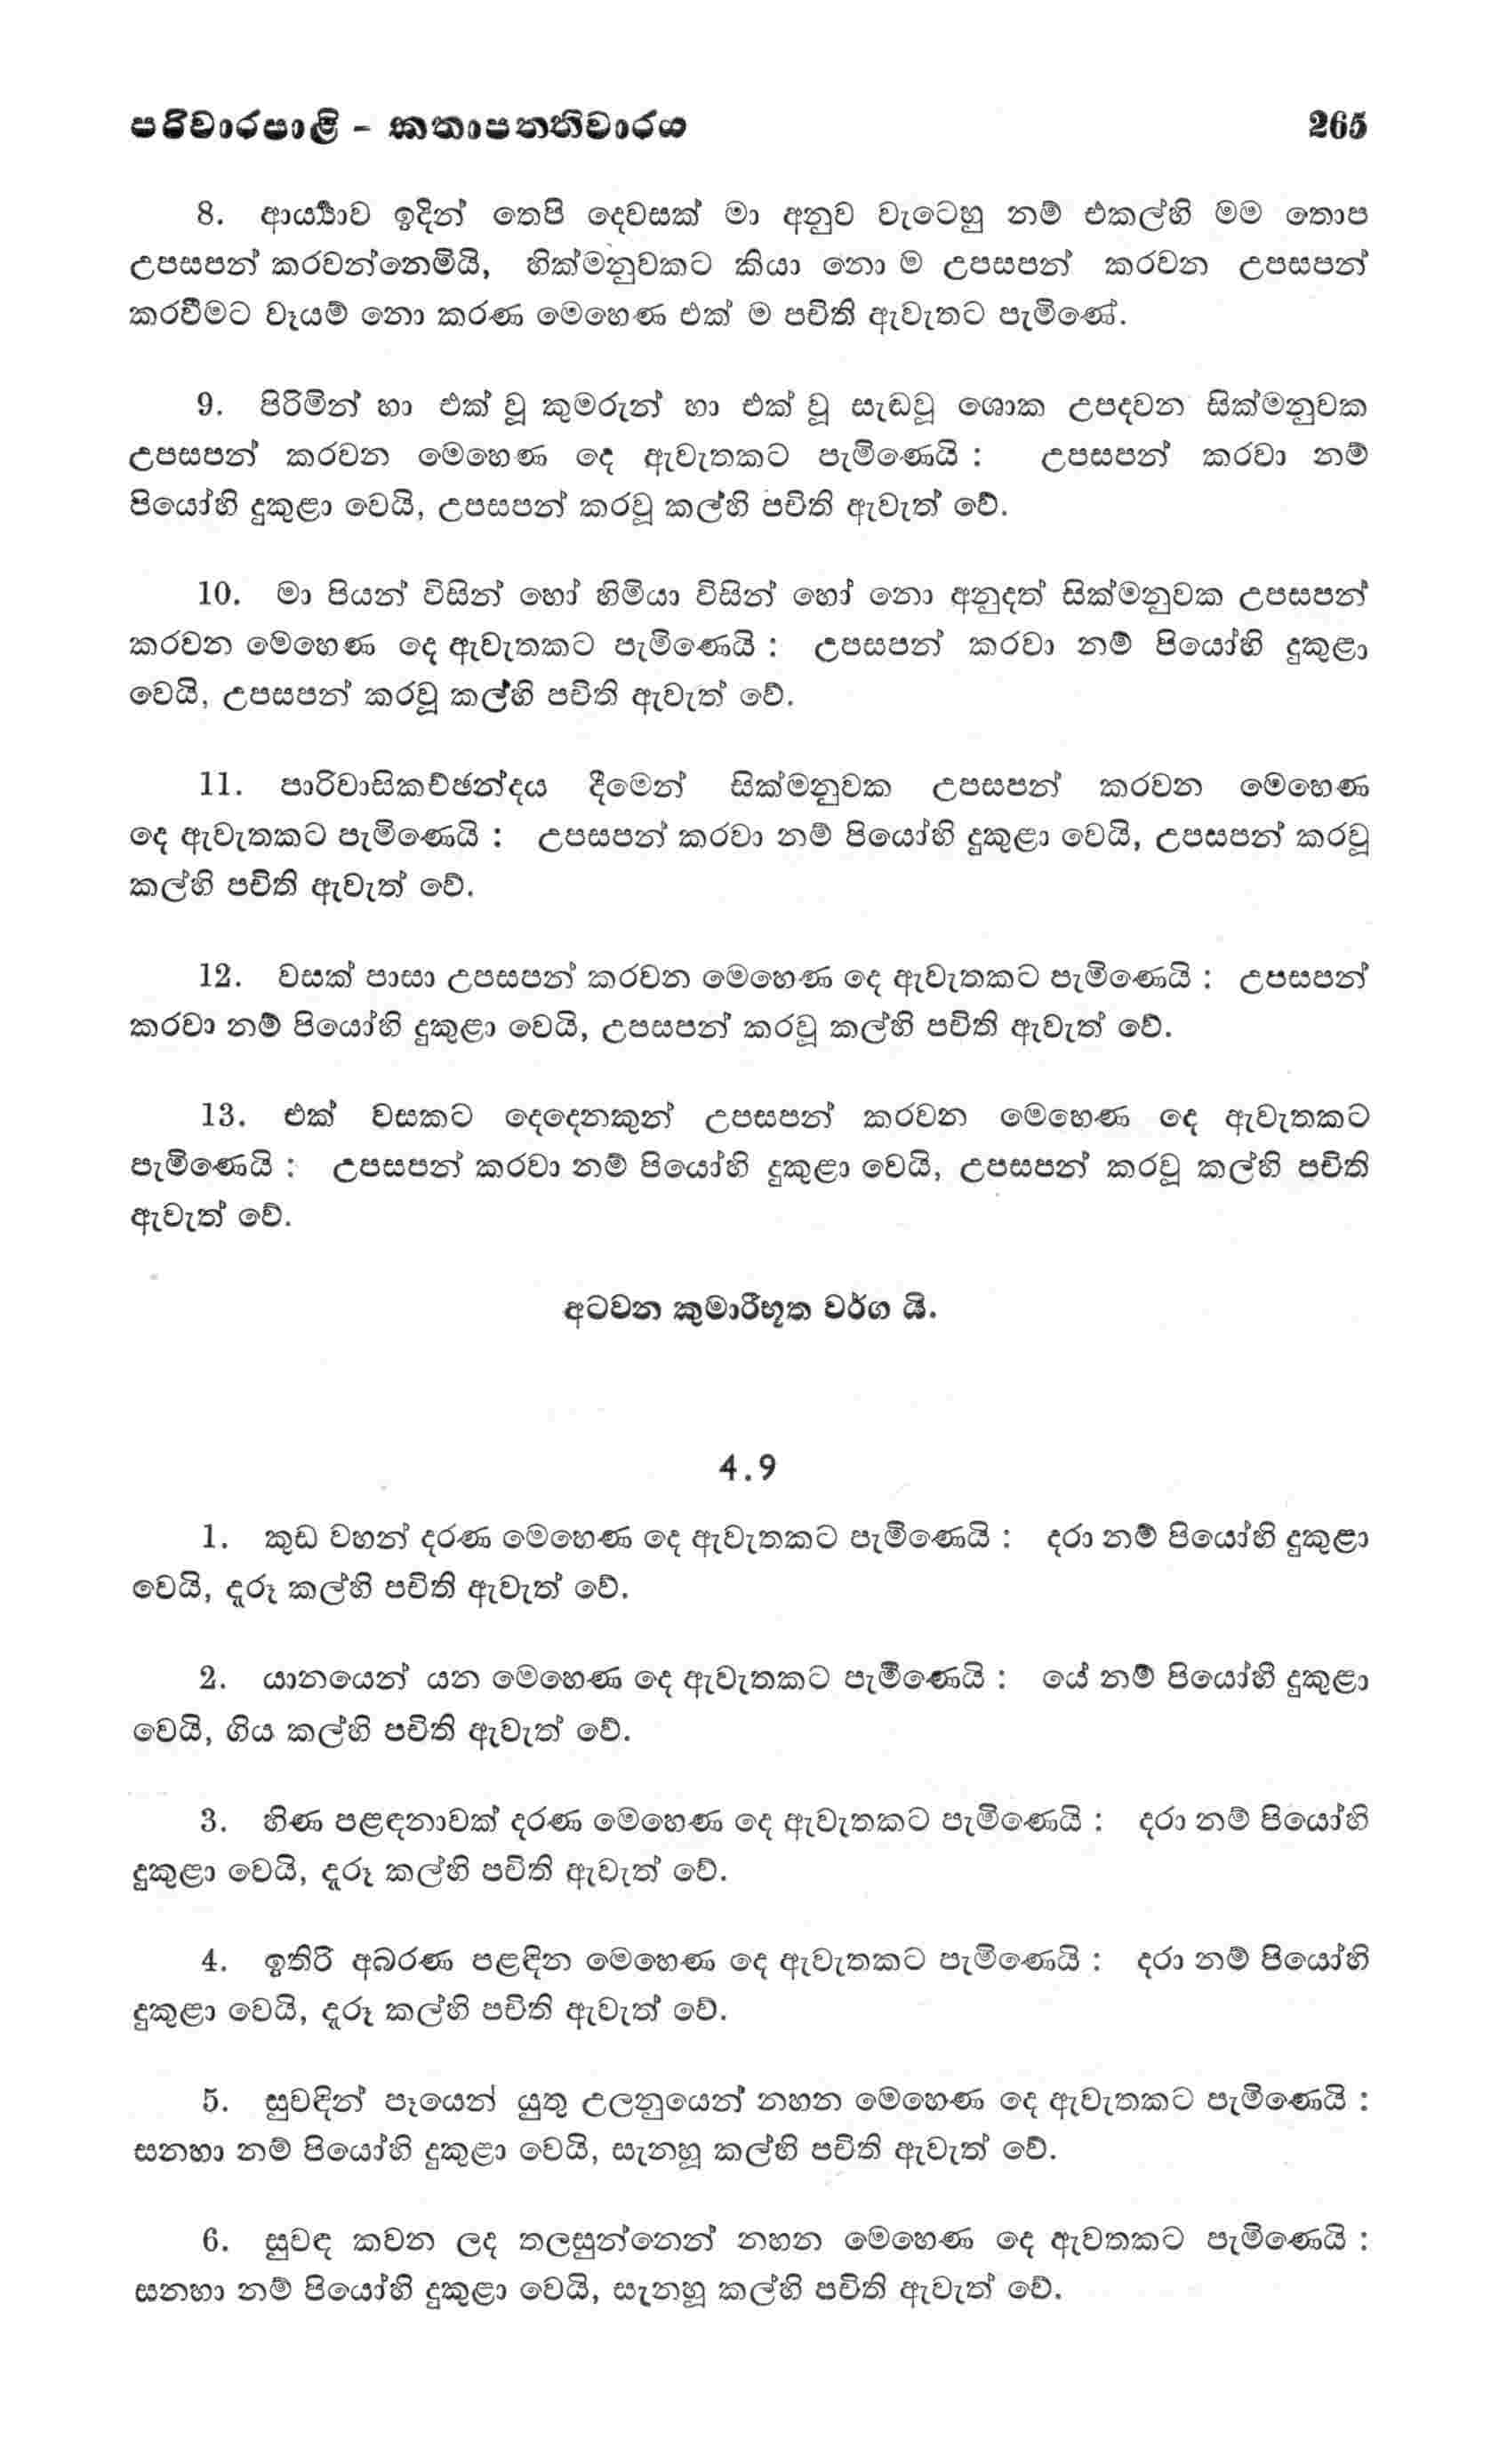 පරිවාරපාළි - කතාපතතිවාරය 265
8. ආර්‍ය්‍යාව ඉදින් තෙපි දෙවසක් මා අනුව වැටෙහු නම් එකල්හි මම තොප
උපසපන් කරවන්නෙමියි, හික්මනුවකට කියා නො ම උපසපන් කරවන උපසපන්
කරවීමට වෑයම් නො කරණ මෙහෙණ එක් ම පචිති ඇවැතට පැමිණේ.
9. පිරිමින් හා එක් වූ කුමරුන් හා එක් වූ සැඬවූ ශොක උපදවන සික්මනුවක
උපසපන් කරවන මෙහෙණ දෙ ඇවැතකට පැමිණෙයි : උපසපන් කරවා නම්
පියෝහි දුකුළා වෙයි, උපසපන් කරවූ කල්හි පචිති ඇවැත් වේ.
10. මා පියන් විසින් හෝ හිමියා විසින් හෝ නො අනුදත් සික්මනුවක උපසපන්
කරවන මෙහෙණ දෙ ඇවැතකට පැමිණෙයි : උපසපන් කරවා නම් පියෝහි දුකුළා
වෙයි, උපසපන් කරවූ කල්හි පචිති ඇවැත් වේ.
11. පාරිවාසිකච්ඡන්දය දීමෙන් සික්මනුවක උපසපන් කරවන මෙහෙණ
දෙ ඇවැතකට පැමිණෙයි : උපසපන් කරවා නම් පියෝහි දුකුළා වෙයි, උපසපන් කරවූ
කල්හි පචිති ඇවැත් වේ.
12. වසක් පාසා උපසපන් කරවන මෙහෙණ දෙ ඇවැතකට පැමිණෙයි : උපසපන්
කරවා නම් පියෝහි දුකුළා වෙයි, උපසපන් කරවූ කල්හි පචිති ඇවැත් වේ.
13. එක් වසකට දෙදෙනකුන් උපසපන් කරවන මෙහෙණ දෙ ඇවැතකට
පැමිණෙයි : උපසපන් කරවා නම් පියෝහි දුකුළා වෙයි, උපසපන් කරවූ කල්හි පචිති
ඇවැත් වේ.
අටවන කුමාරීභූත වර්ග යි.
4.9
1. කුඩ වහන් දරණ මෙහෙණ දෙ ඇවැතකට පැමිණෙයි : දරා නම් පියෝහි දුකුළා
වෙයි, දැරූ කල්හි පචිති ඇවැත් වේ.
2. යානයෙන් යන මෙහෙණ දෙ ඇවැතකට පැමිණෙයි : යේ නම් පියෝහි දුකුළා
වෙයි, ගිය කල්හි පචිති ඇවැත් වේ.
3. හිණ පළඳනාවක් දරණ මෙහෙණ දෙ ඇවැතකට පැමිණෙයි : දරා නම් පියෝහි
දුකුළා වෙයි, දැරූ කල්හි පචිති ඇවැත් වේ.
4. ඉතිරි අබරණ පළඳින මෙහෙණ දෙ ඇවැතකට පැමිණෙයි : දරා නම් පියෝහි
දුකුළා වෙයි, දැරූ කල්හි පචිති ඇවැත් වේ.
5. සුවඳින් පෑයෙන් යුතු උලනුයෙන් නහන මෙහෙණ දෙ ඇවැතකට පැමිණෙයි :
සනහා නම් පියෝහි දුකුළා වෙයි, සැනහූ කල්හි පචිති ඇවැත් වේ.
6. සුවඳ කවන ලද තලසුන්නෙන් නහන මෙහෙණ දෙ ඇවතකට පැමිණෙයි :
සනහා නම් පියෝහි දුකුළා වෙයි, සැනහූ කල්හි පචිති ඇවැත් වේ.